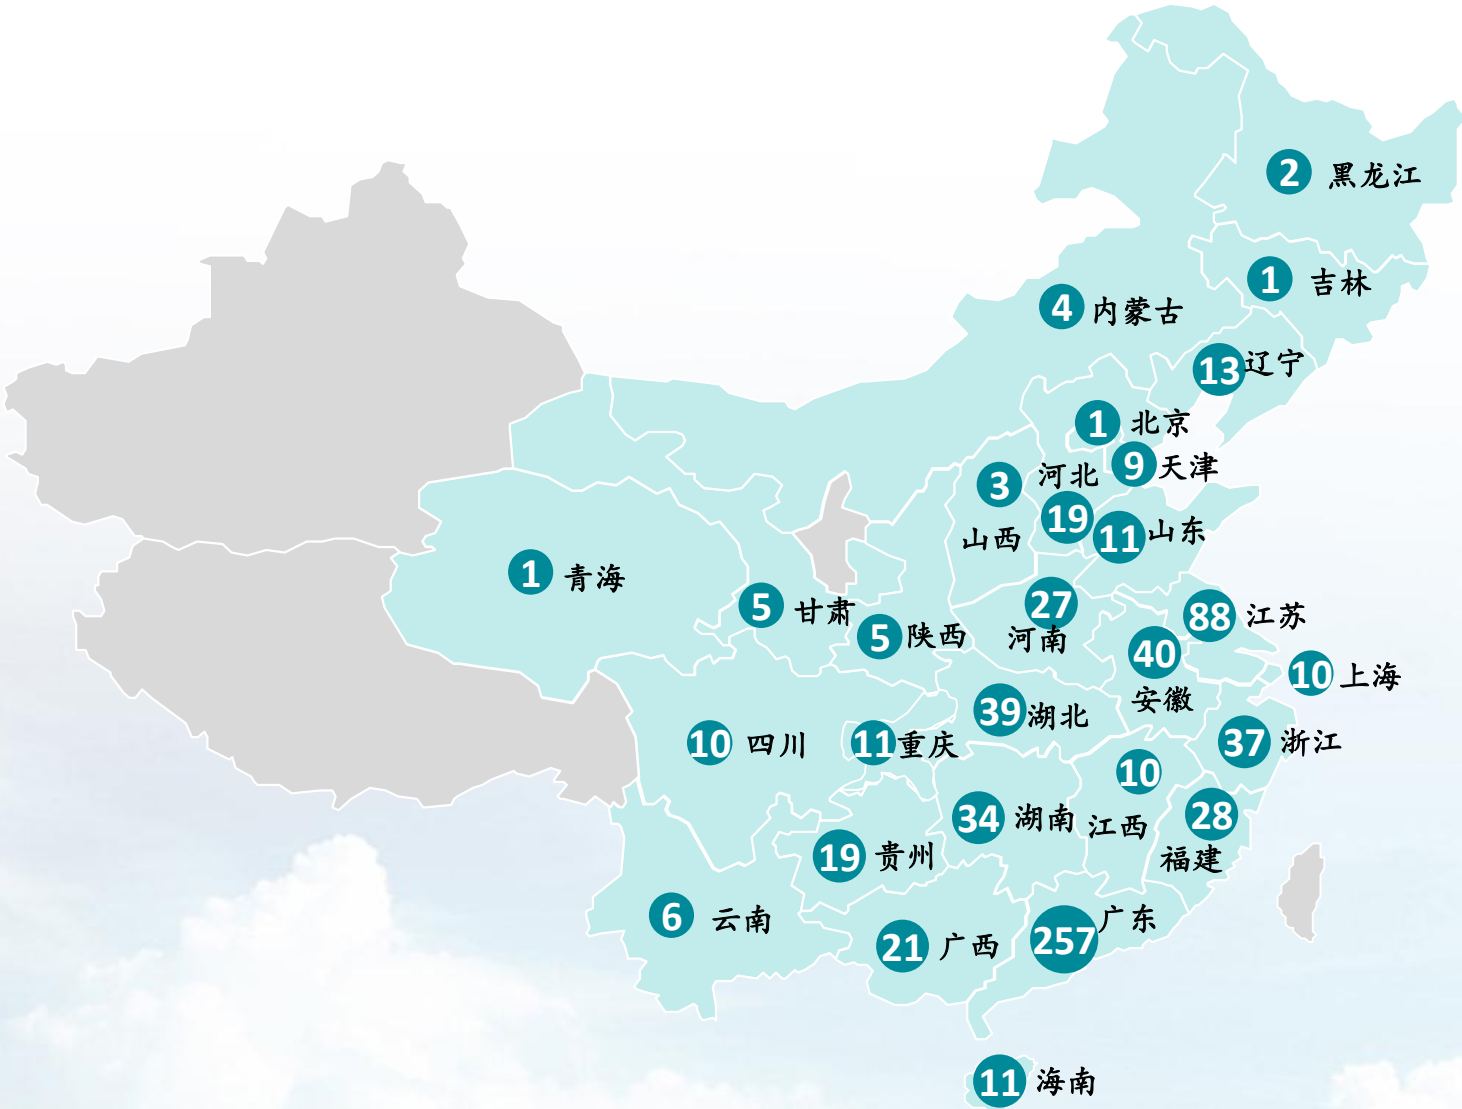 2 黑龙江
1 吉林
4 内蒙古
13 辽宁
1 北京
9 天津
河北
19
3
山西
11 山东
1 青海
5 甘肃
5 陕西
27
河南
88 江苏
40
安徽
10 上海
39 湖北
10 四川
11 重庆
37 浙江
10
江西
34 湖南
28
福建
19 贵州
6 云南
21 广西
257 广东
11 海南